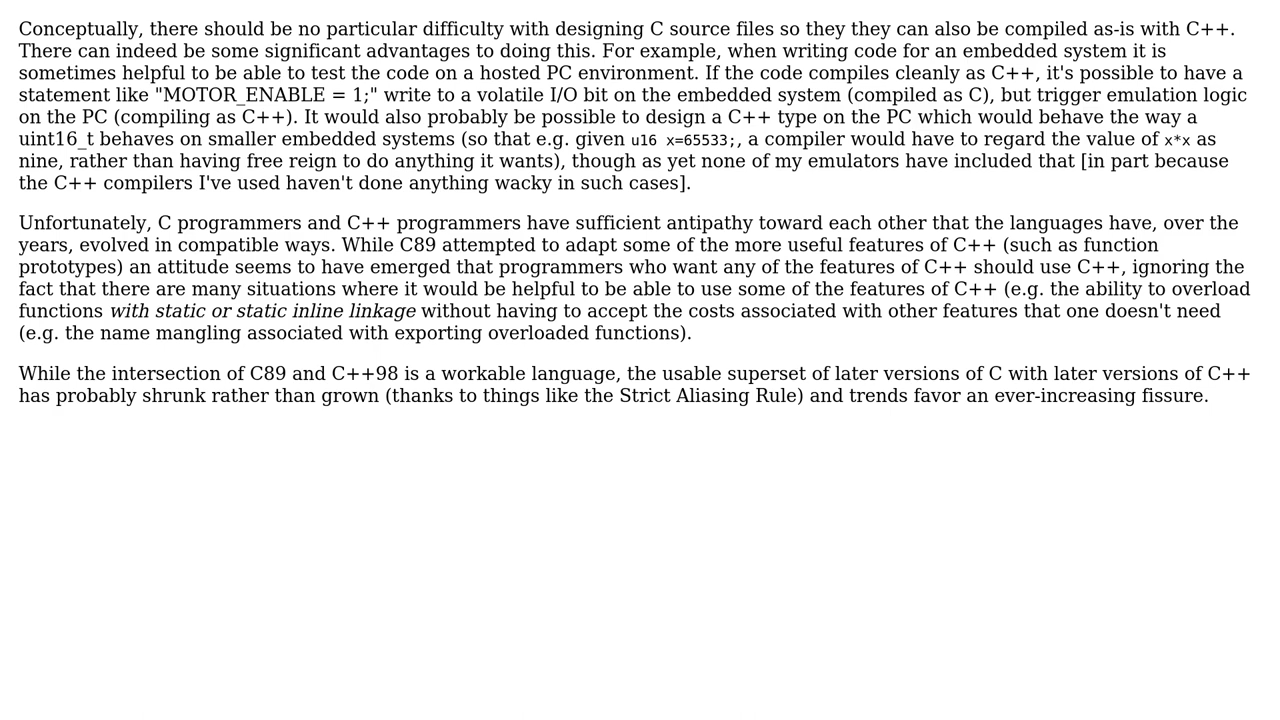 Conceptually, there should be no particular difficulty with designing C source files so they they can also be compiled as-is with C++.
There can indeed be some significant advantages to doing this. For example, when writing code for an embedded system it is
sometimes helpful to be able to test the code on a hosted PC environment. If the code compiles cleanly as C++, it's possible to have a
statement like "MOTOR_ENABLE = 1;" write to a volatile I/O bit on the embedded system (compiled as C), but trigger emulation logic
on the PC (compiling as C++). It would also probably be possible to design a C++ type on the PC which would behave the way a
uint16_t behaves on smaller embedded systems (so that e.g. given u16 x=65533;, a compiler would have to regard the value of x*x as
nine, rather than having free reign to do anything it wants), though as yet none of my emulators have included that [in part because
the C++ compilers I've used haven't done anything wacky in such cases].
Unfortunately, C programmers and C++ programmers have sufficient antipathy toward each other that the languages have, over the
years, evolved in compatible ways. While C89 attempted to adapt some of the more useful features of C++ (such as function
prototypes) an attitude seems to have emerged that programmers who want any of the features of C++ should use C++, ignoring the
fact that there are many situations where it would be helpful to be able to use some of the features of C++ (e.g. the ability to overload
functions with static or static inline linkage without having to accept the costs associated with other features that one doesn't need
(e.g. the name mangling associated with exporting overloaded functions).
While the intersection of C89 and C++98 is a workable language, the usable superset of later versions of C with later versions of C++
has probably shrunk rather than grown (thanks to things like the Strict Aliasing Rule) and trends favor an ever-increasing fissure.